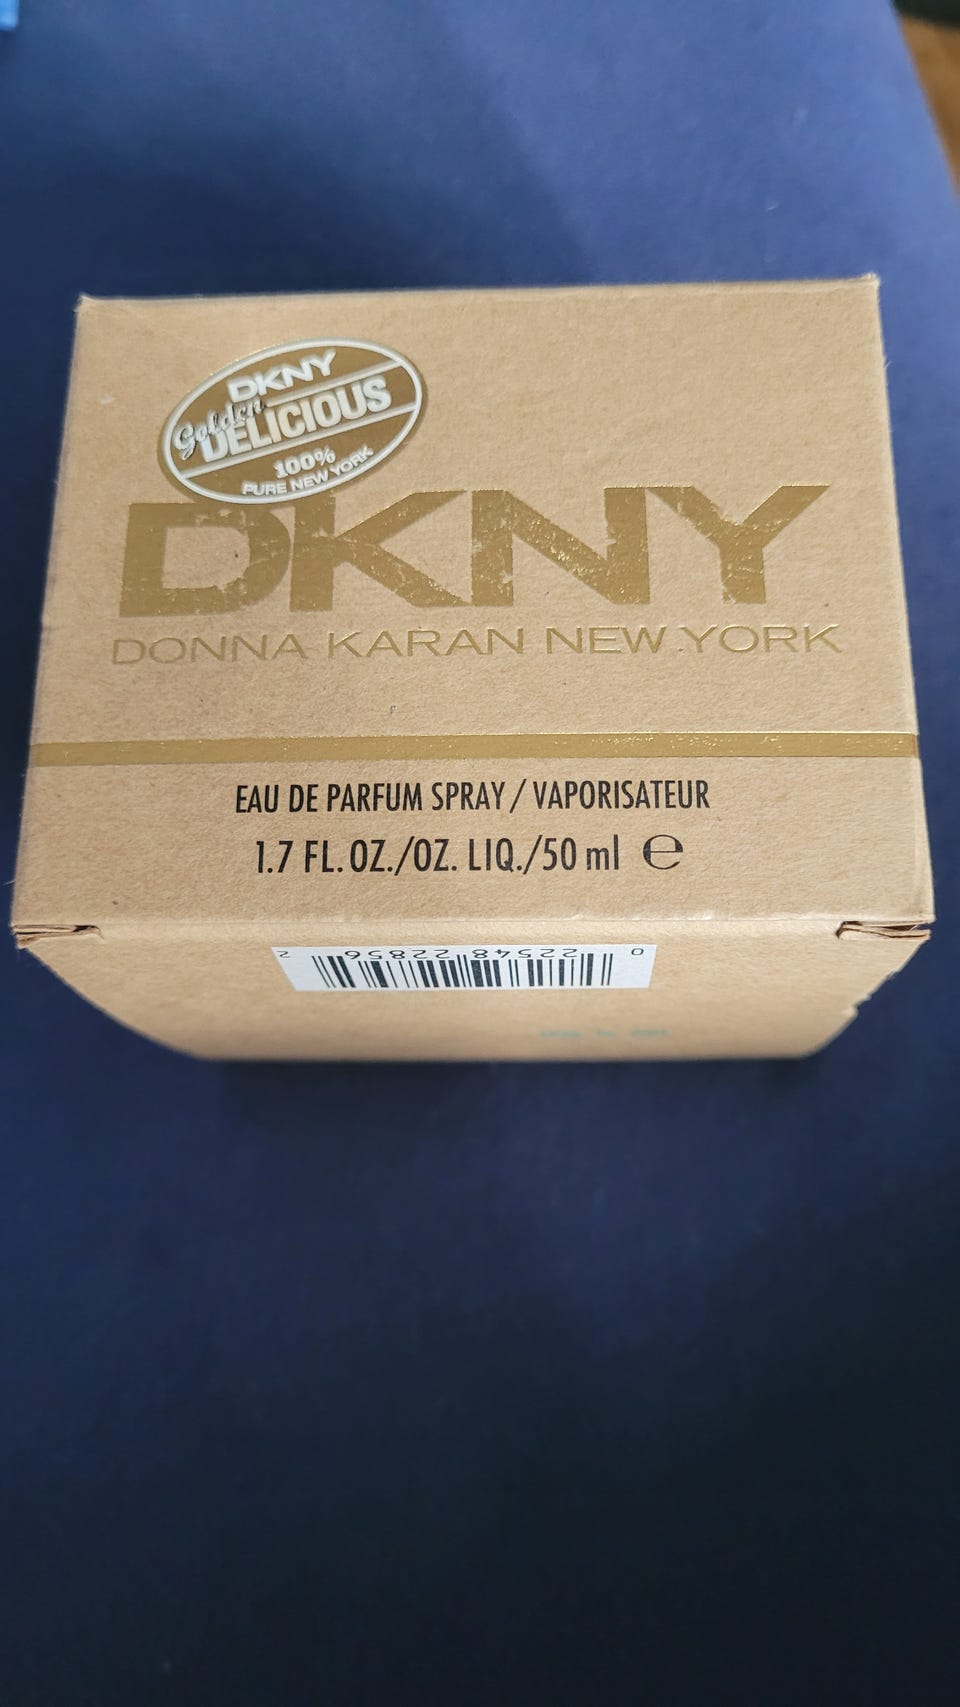 DKNY
Golden
DELICIOUS
100%
PURE NEW YORK
DKNY
DONNA KARAN NEW YORK
EAU DE PARFUM SPRAY / VAPORISATEUR
1.7 FL. OZ./OZ. LIQ./50 ml ℮
0 22548 22856 2